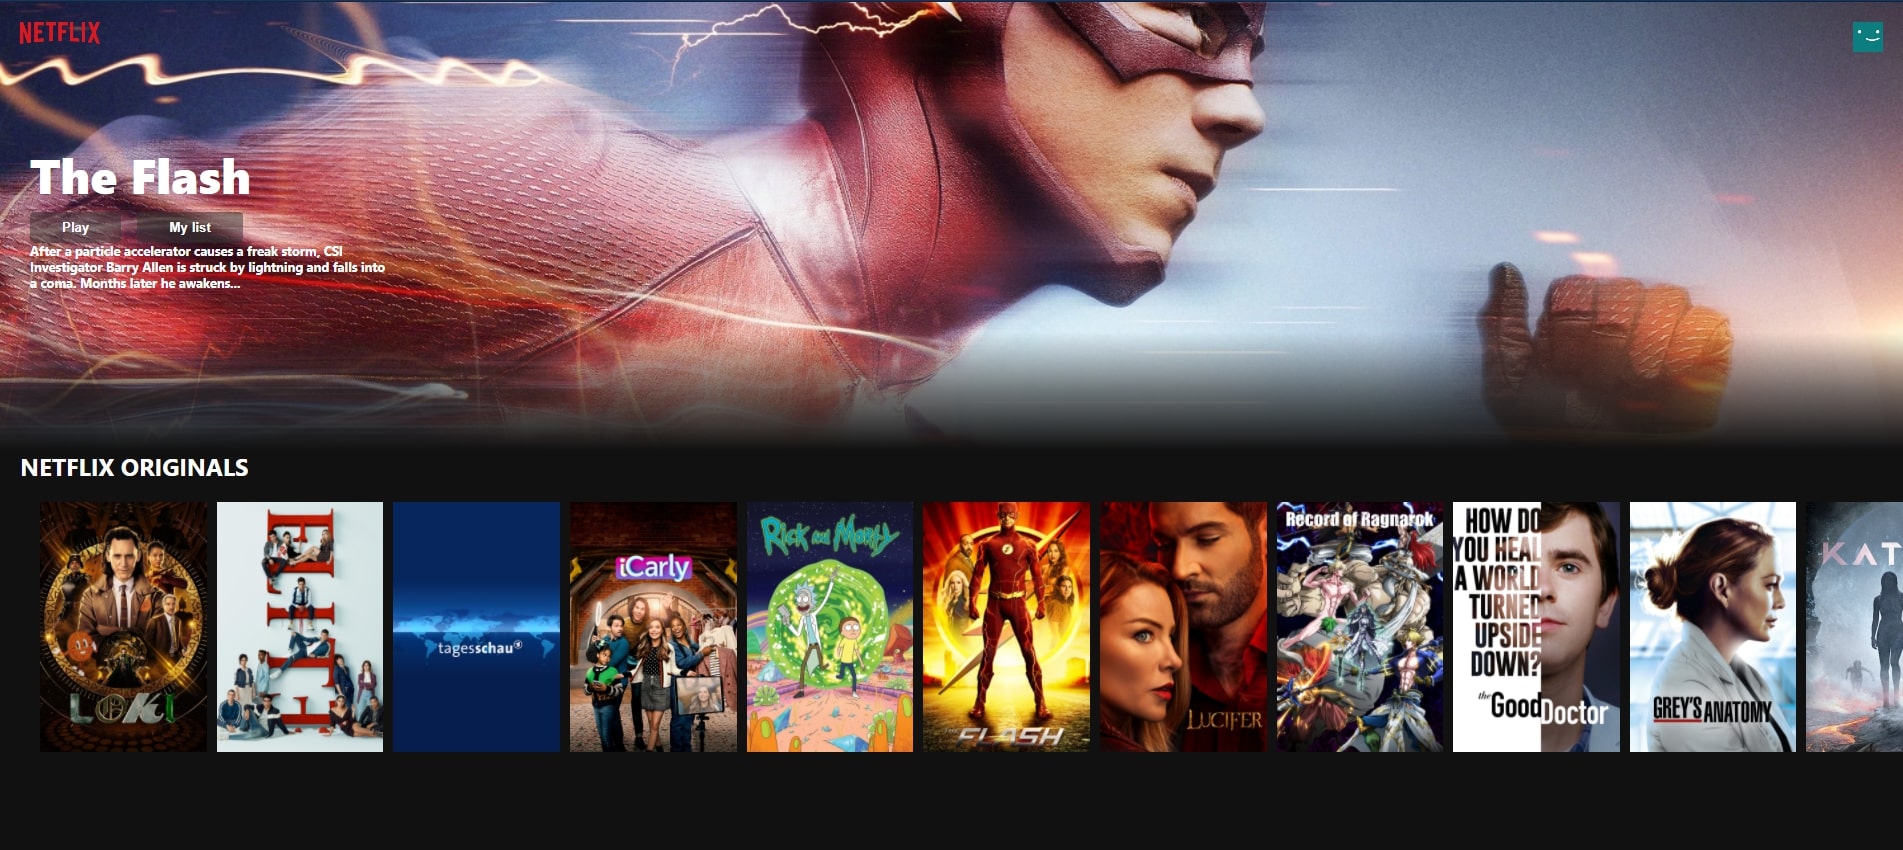 NETFLIX
The Flash
Play
My list
After a particle accelerator causes a freak storm, CSI
Investigator Barry Allen is struck by lightning and falls into
a coma. Months later he awakens...
NETFLIX ORIGINALS
LOKI
ELITE
tagesschau
iCarly
Rick and Morty
FLASH
LUCIFER
Record of Ragnarok
HOW DO
YOU HEAL
A WORLD
TURNED
UPSIDE
DOWN?
the Good Doctor
GREY'S ANATOMY
KAT